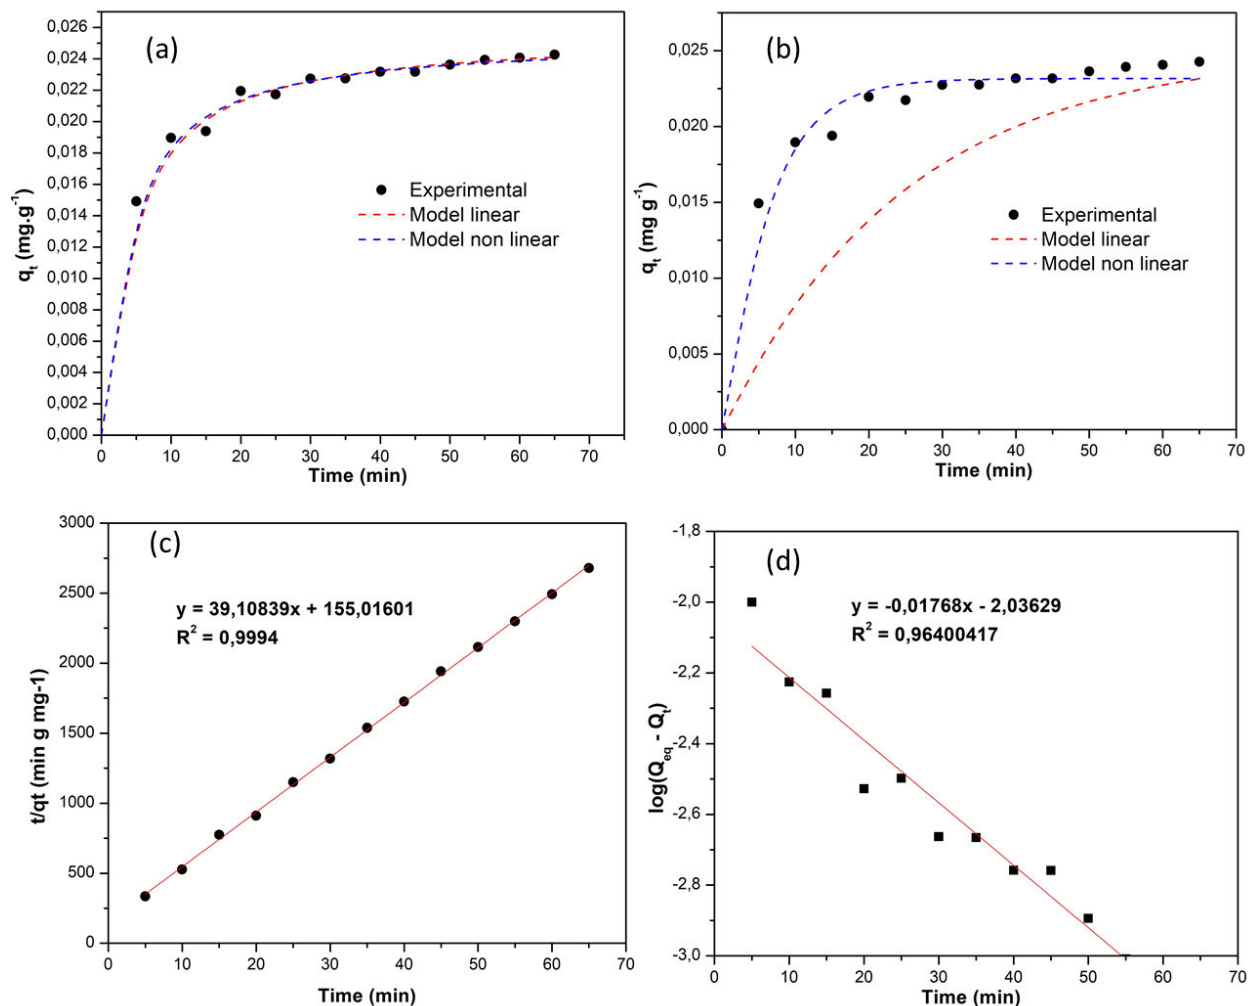 (a)
0,026
0,024
0,022
0,020
0,018
0,016
0,014
0,012
0,010
0,008
0,006
0,004
0,002
0,000
qₜ (mg.g⁻¹)
Experimental
Model linear
Model non linear
0 10 20 30 40 50 60 70
Time (min)
(b)
0,025
0,020
0,015
0,010
0,005
0,000
qₜ (mg g⁻¹)
Experimental
Model linear
Model non linear
0 10 20 30 40 50 60 70
Time (min)
(c)
3000
2500
2000
1500
1000
500
0
t/qt (min g mg-1)
y = 39,10839x + 155,01601
R² = 0,9994
0 10 20 30 40 50 60 70
Time (min)
(d)
-1,8
-2,0
-2,2
-2,4
-2,6
-2,8
-3,0
log(Qeq - Qₜ)
y = -0,01768x - 2,03629
R² = 0,96400417
0 10 20 30 40 50 60 70
Time (min)